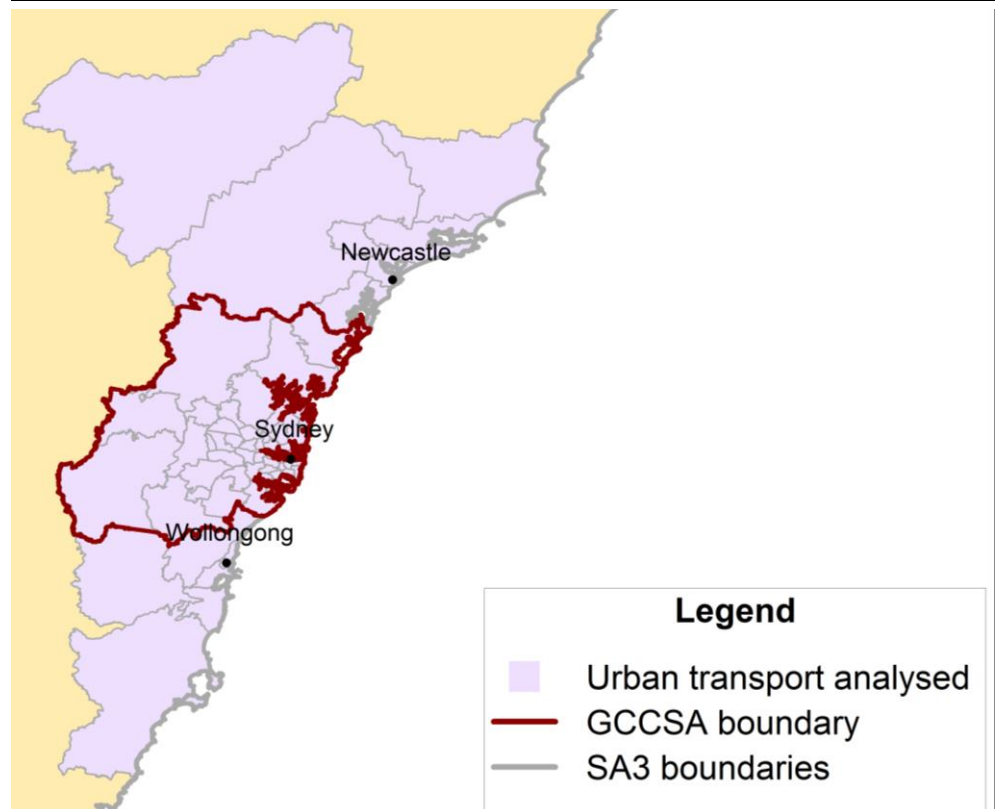 Newcastle
Sydney
Wollongong
Legend
Urban transport analysed
GCCSA boundary
SA3 boundaries